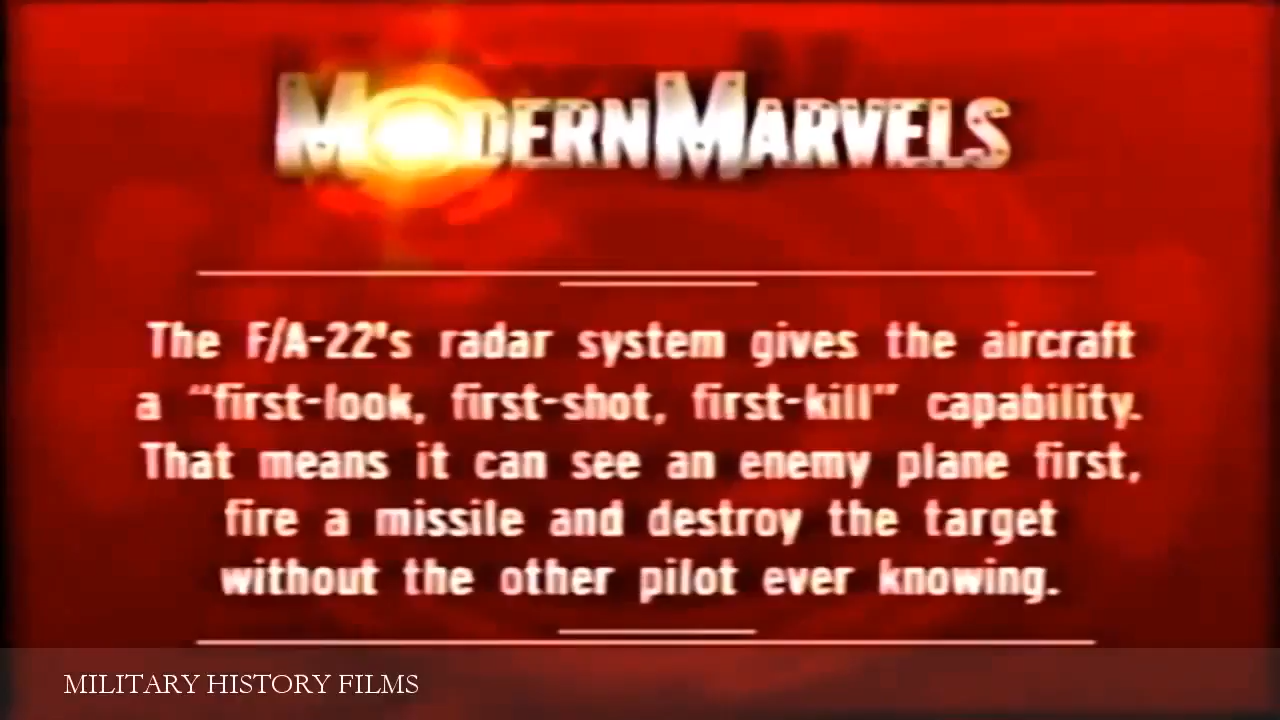 MODERNMARVELS
The F/A-22's radar system gives the aircraft
a “first-look, first-shot, first-kill” capability.
That means it can see an enemy plane first,
fire a missile and destroy the target
without the other pilot ever knowing.
MILITARY HISTORY FILMS